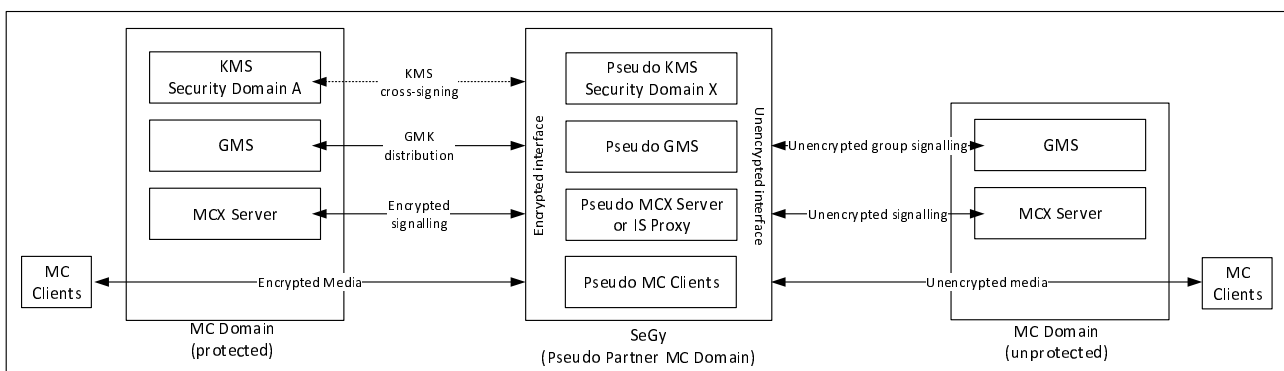 KMS
Security Domain A
GMS
MCX Server
MC
Clients
MC Domain
(protected)
KMS
cross-signing
GMK
distribution
Encrypted
signalling
Encrypted Media
Encrypted interface
Pseudo KMS
Security Domain X
Pseudo GMS
Pseudo MCX Server
or IS Proxy
Pseudo MC Clients
Unencrypted interface
SeGy
(Pseudo Partner MC Domain)
Unencrypted group signalling
Unencrypted signalling
Unencrypted media
GMS
MCX Server
MC Domain
(unprotected)
MC
Clients